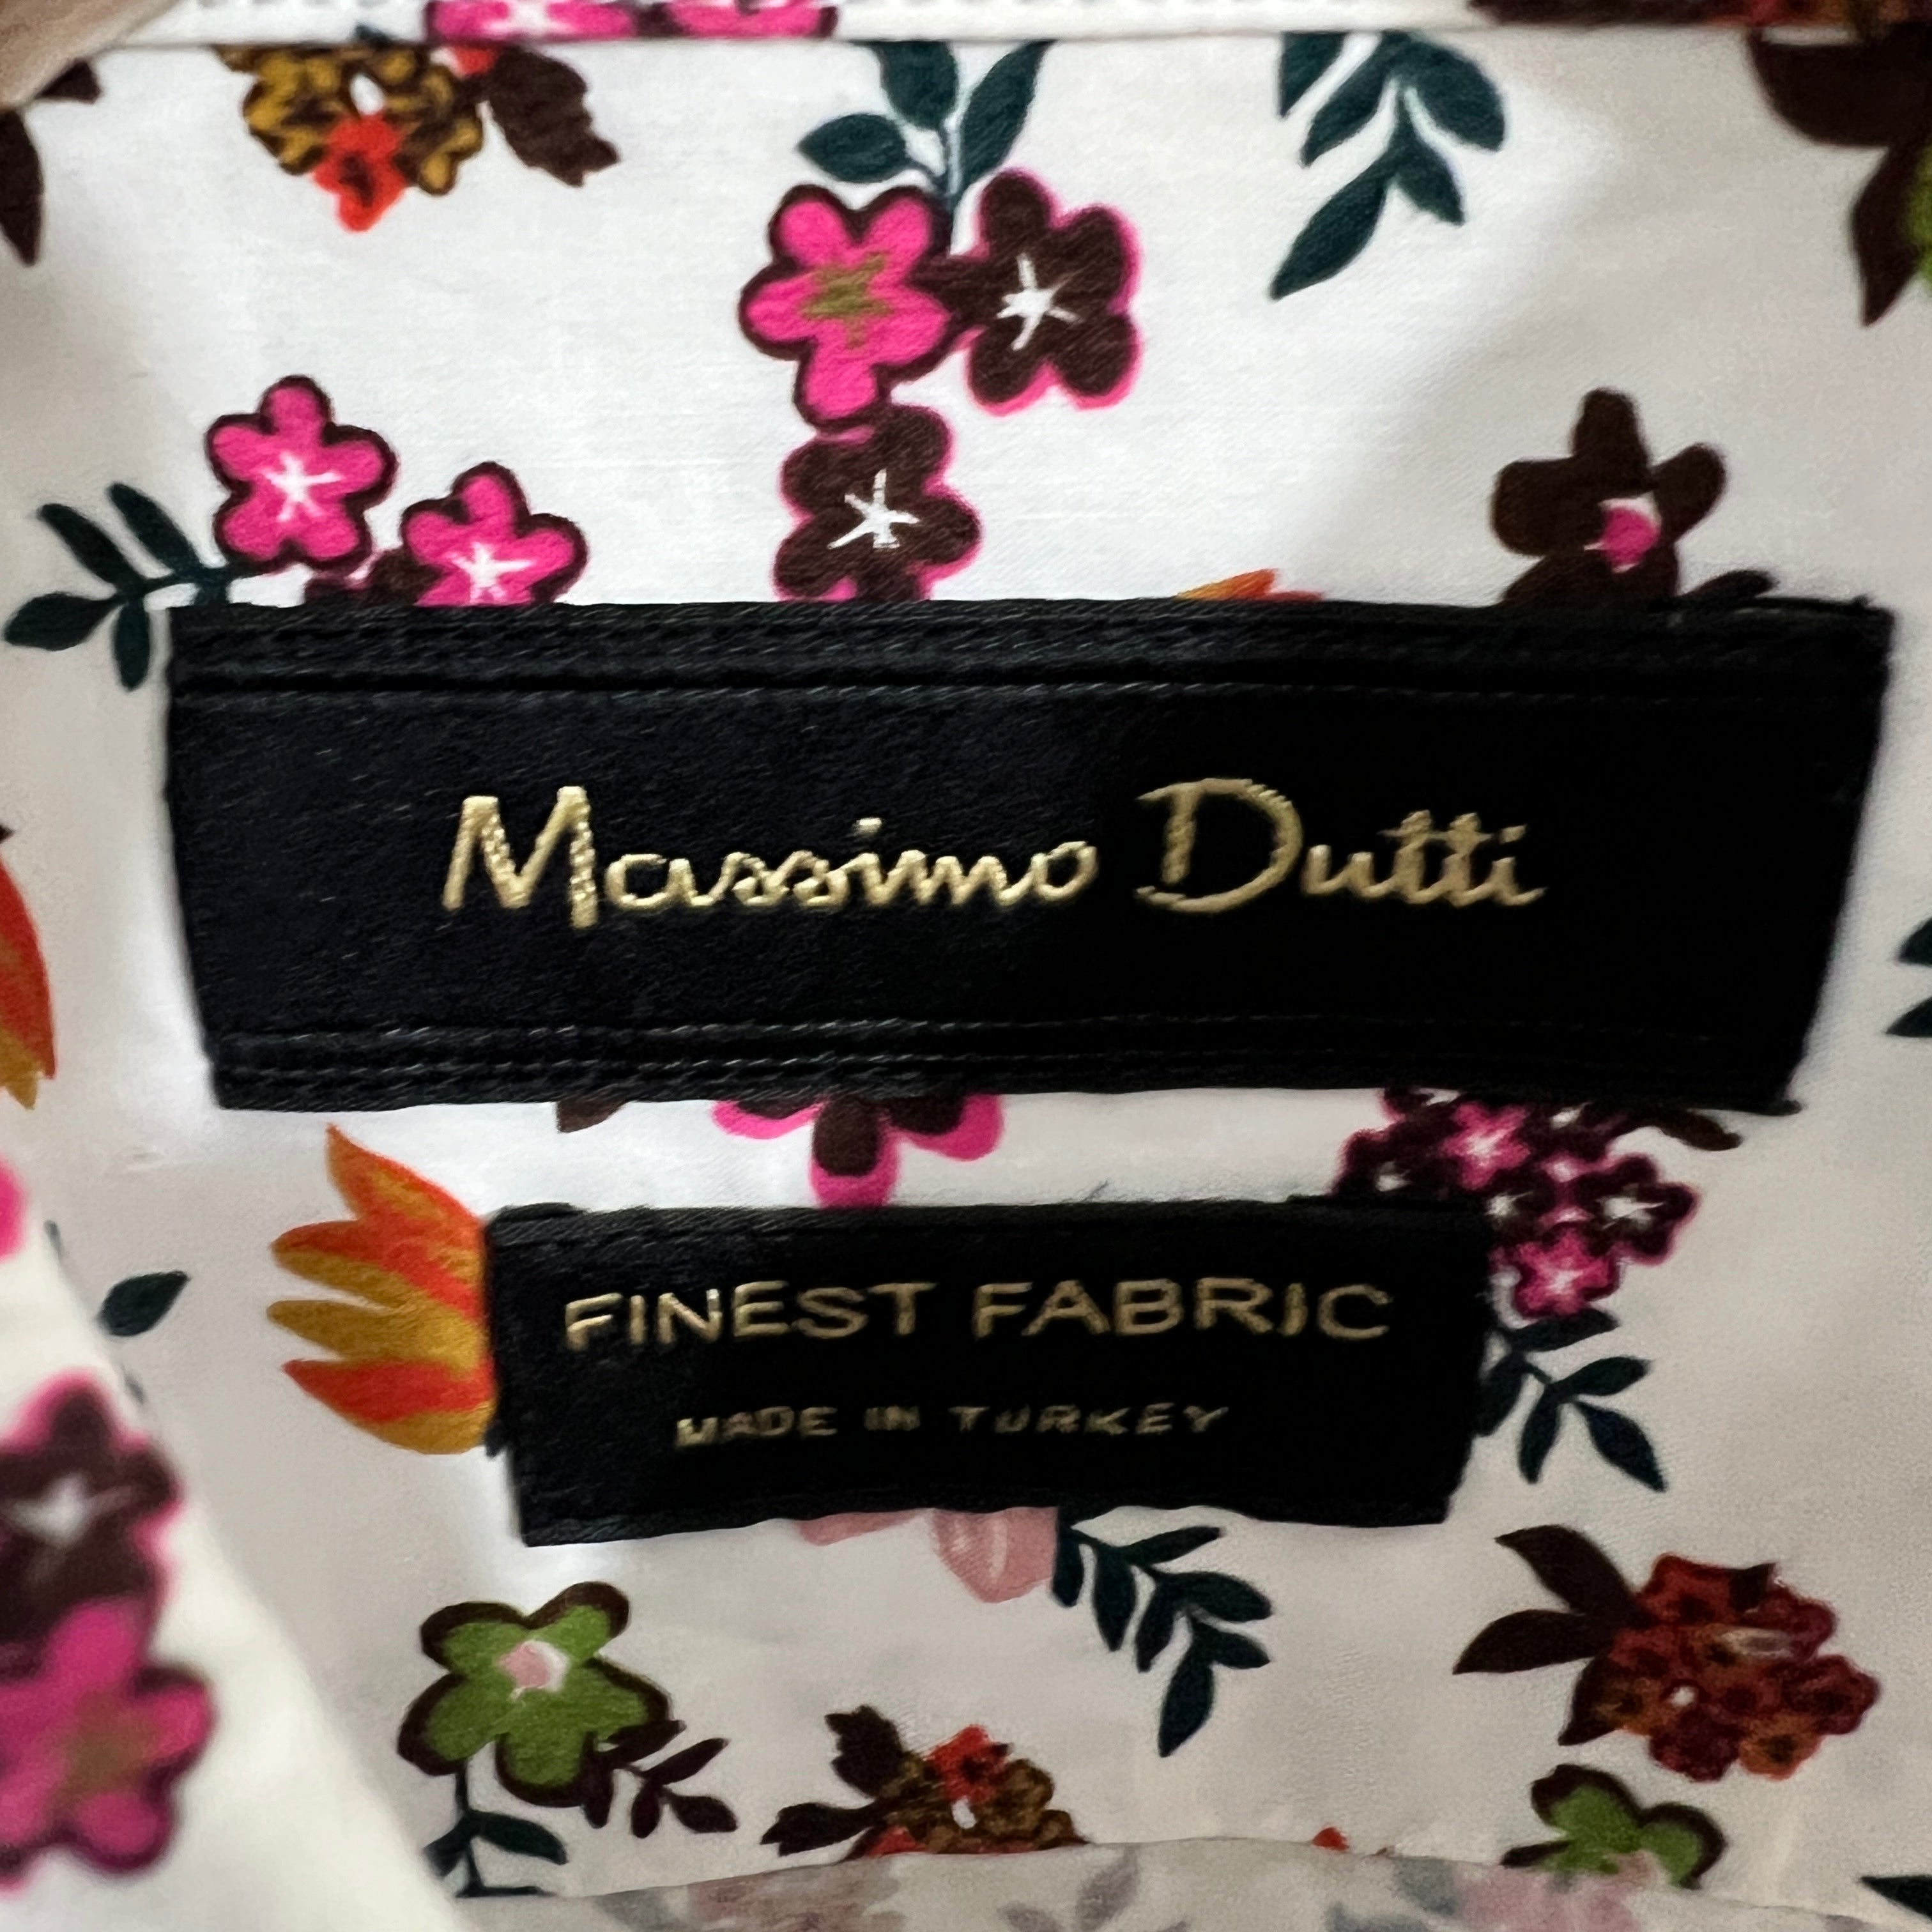 Massimo Dutti
FINEST FABRIC
MADE IN TURKEY